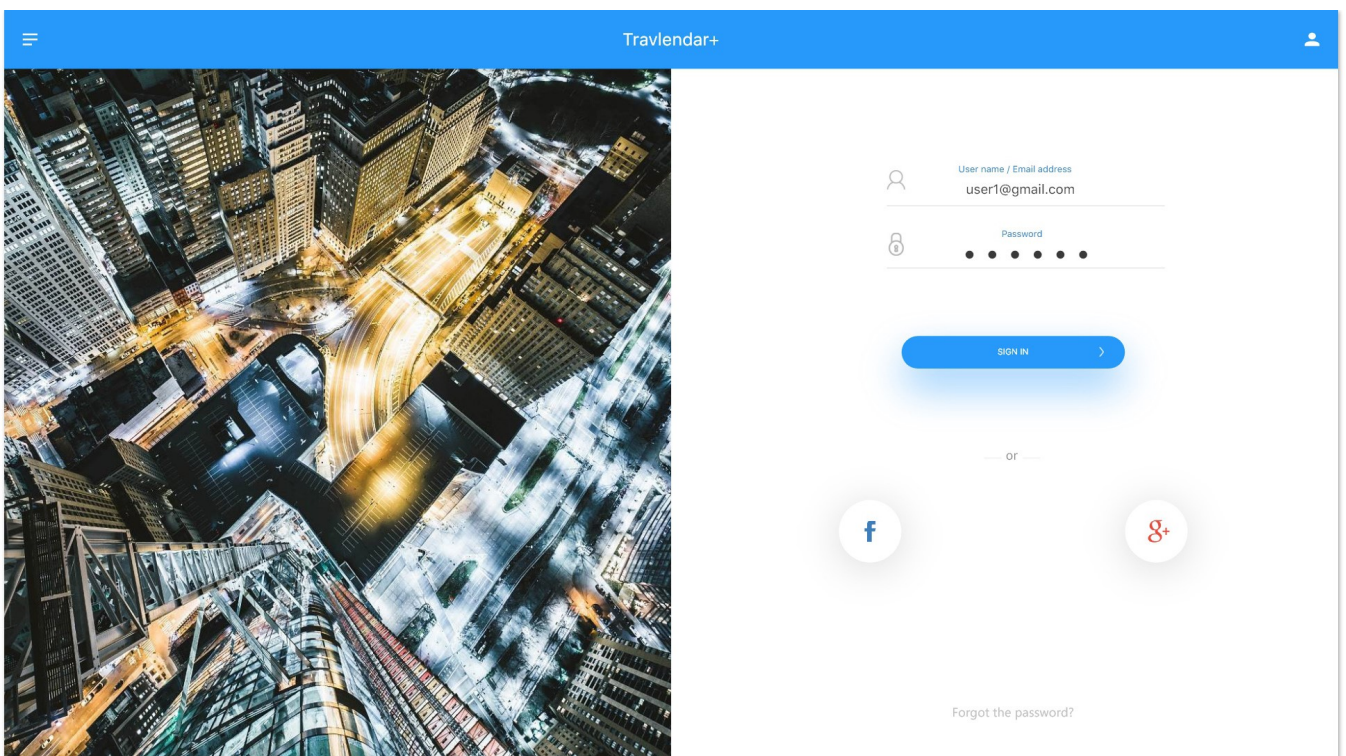 Travlendar+
User name / Email address
user1@gmail.com
Password
SIGN IN
or
f
g+
Forgot the password?